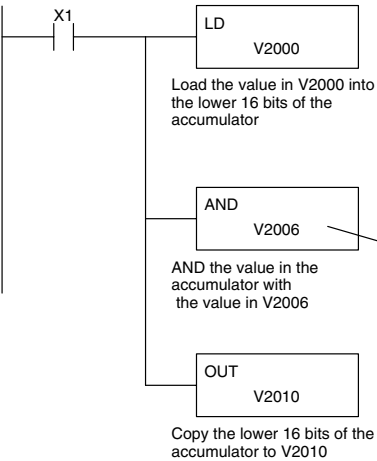 X1
LD
V2000
Load the value in V2000 into
the lower 16 bits of the
accumulator
AND
V2006
AND the value in the
accumulator with
the value in V2006
OUT
V2010
Copy the lower 16 bits of the
accumulator to V2010